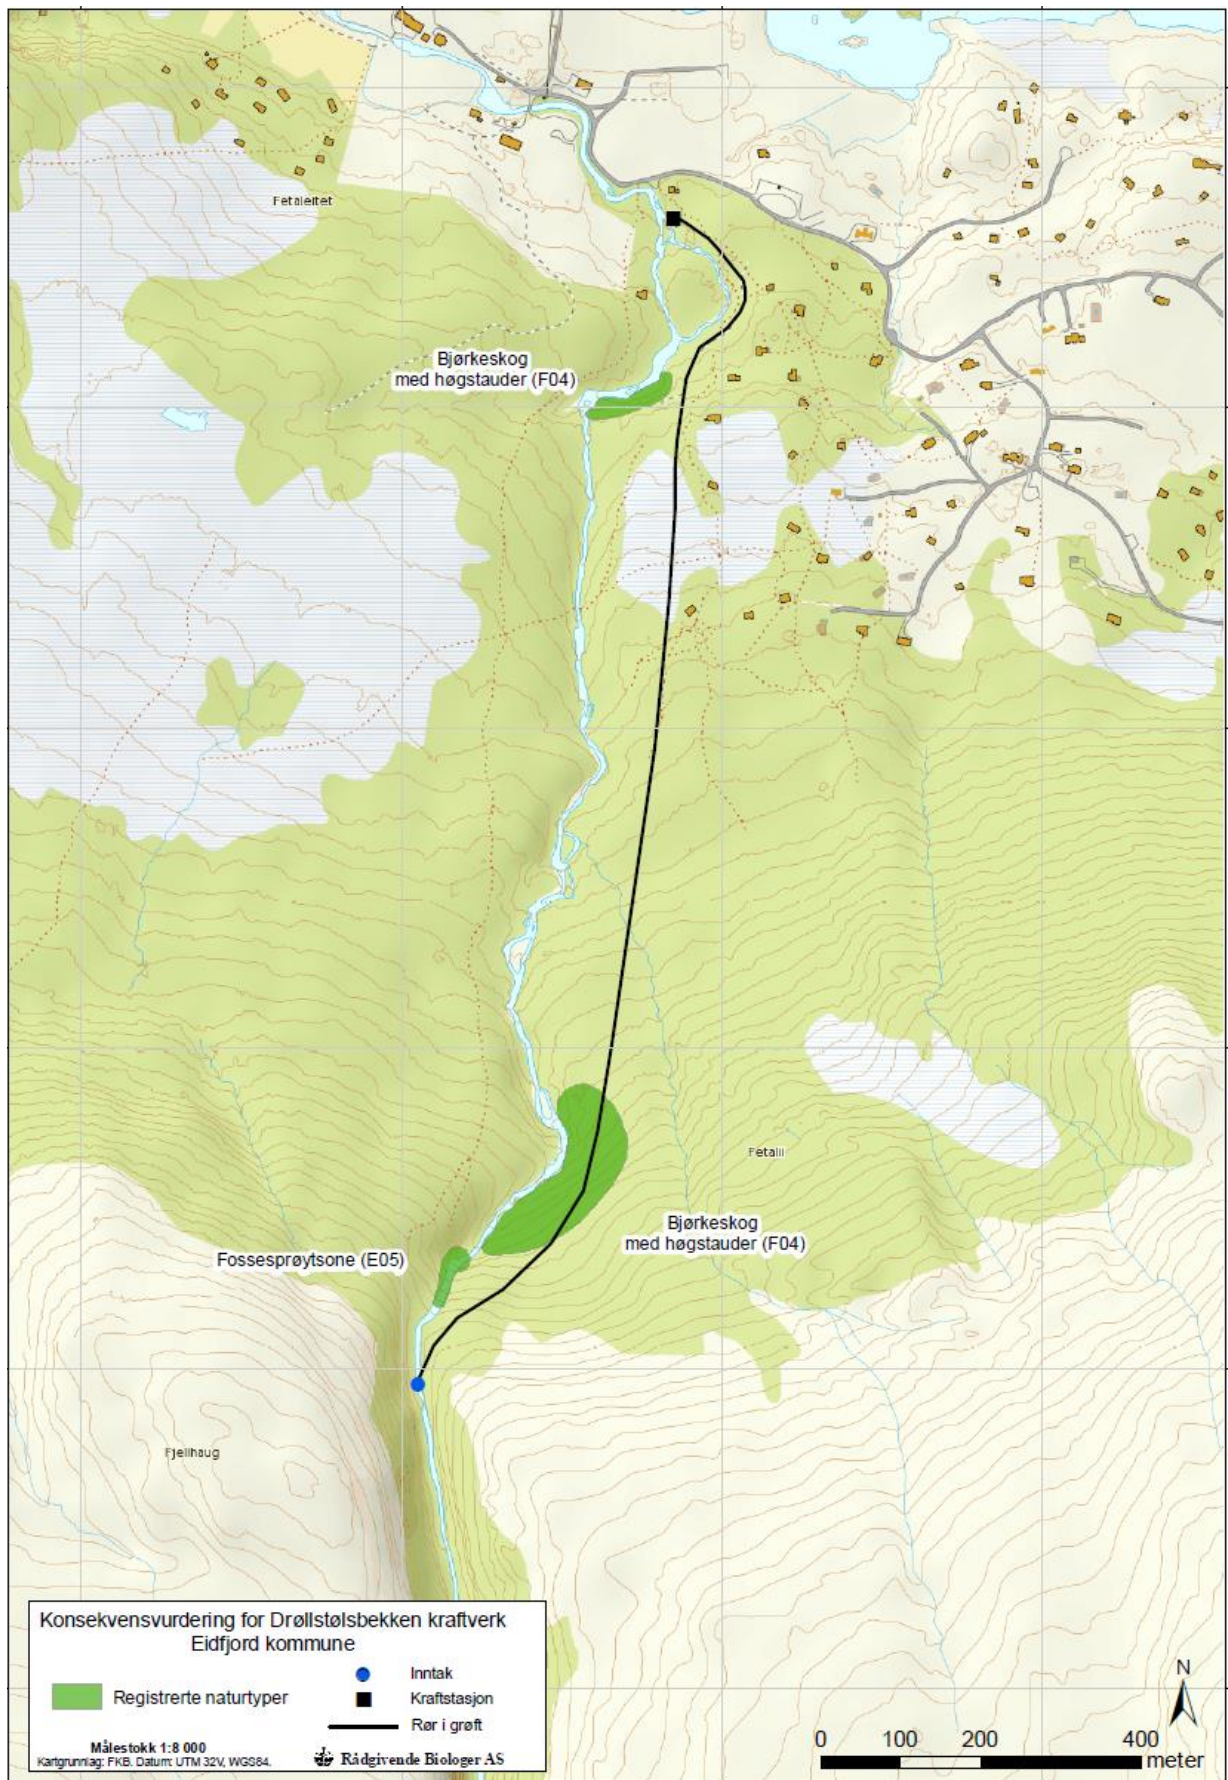 Fetaleitet
Bjørkeskog
med høgstauder (F04)
Fetalii
Bjørkeskog
med høgstauder (F04)
Fossesprøytsone (E05)
Fjellhaug
Konsekvensvurdering for Drøllstølsbekken kraftverk
Eidfjord kommune
Registrerte naturtyper
Inntak
Kraftstasjon
Rør i grøft
Målestokk 1:8 000
Kartgrunnlag: FKB. Datum: UTM 32V, WGS84.
Rådgivende Biologer AS
N
0 100 200 400
meter